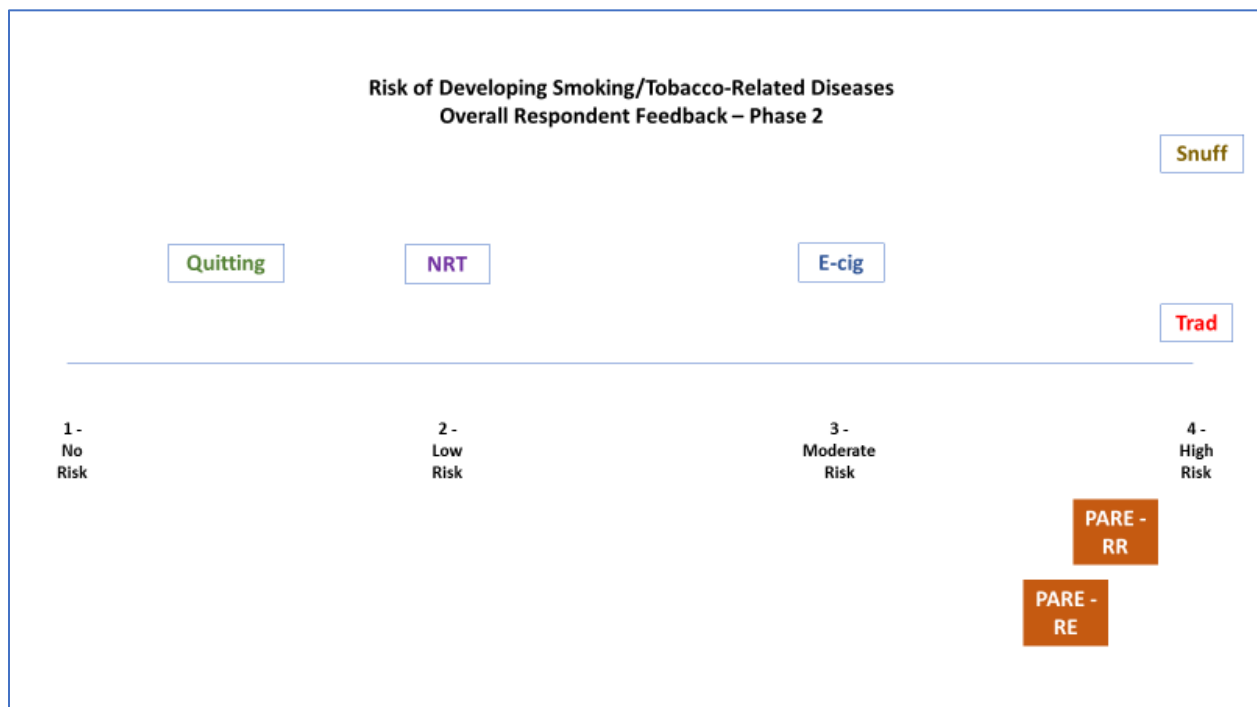 Risk of Developing Smoking/Tobacco-Related Diseases
Overall Respondent Feedback – Phase 2
Snuff
Quitting
NRT
E-cig
Trad
1 -
No
Risk
2 -
Low
Risk
3 -
Moderate
Risk
4 -
High
Risk
PARE -
RR
PARE -
RE